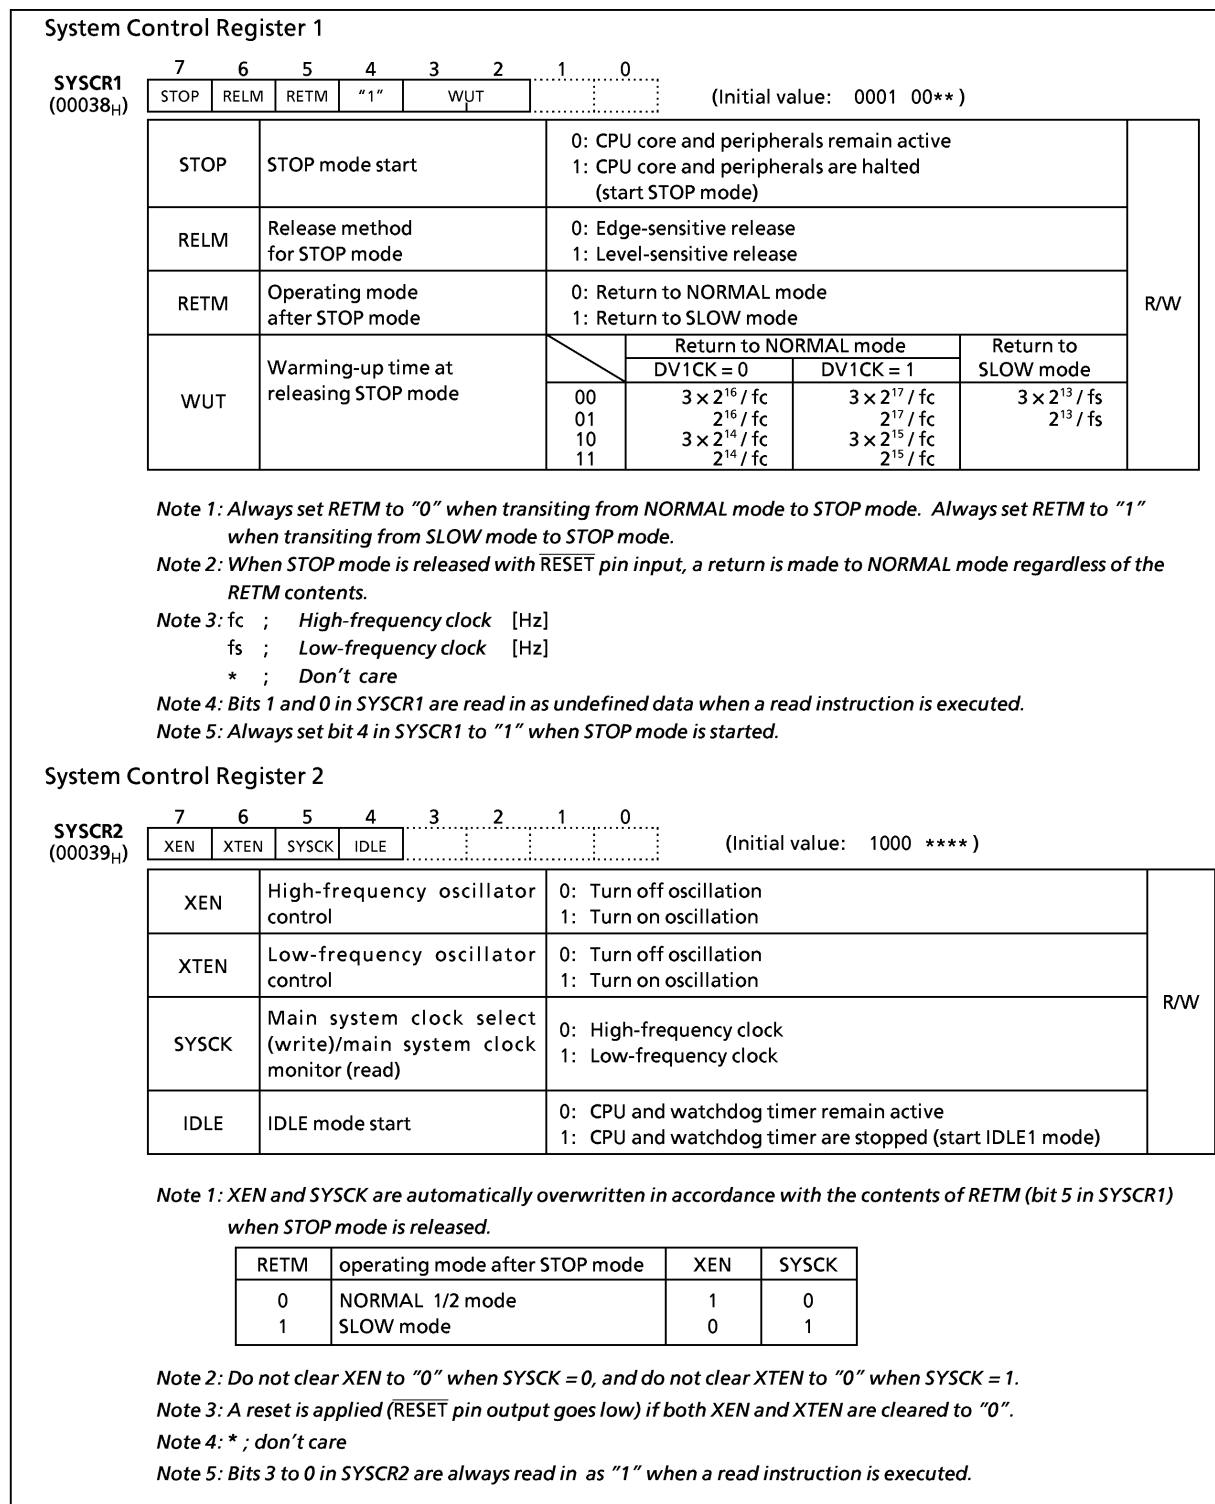 System Control Register 1
7 6 5 4 3 2 1 0
SYSCR1
(00038H)
STOP RELM RETM "1" WUT
(Initial value: 0001 00**)
STOP STOP mode start
0: CPU core and peripherals remain active
1: CPU core and peripherals are halted
(start STOP mode)
R/W
RELM
Release method
for STOP mode
0: Edge-sensitive release
1: Level-sensitive release
RETM
Operating mode
after STOP mode
0: Return to NORMAL mode
1: Return to SLOW mode
WUT
Warming-up time at
releasing STOP mode
Return to NORMAL mode
Return to
SLOW mode
DV1CK = 0 DV1CK = 1
00 3 × 2¹⁶ / fc 3 × 2¹⁷ / fc 3 × 2¹³ / fs
01 2¹⁶ / fc 2¹⁷ / fc 2¹³ / fs
10 3 × 2¹⁴ / fc 3 × 2¹⁵ / fc
11 2¹⁴ / fc 2¹⁵ / fc
Note 1: Always set RETM to "0" when transiting from NORMAL mode to STOP mode. Always set RETM to "1"
when transiting from SLOW mode to STOP mode.
Note 2: When STOP mode is released with RESET pin input, a return is made to NORMAL mode regardless of the
RETM contents.
Note 3: fc ; High-frequency clock [Hz]
fs ; Low-frequency clock [Hz]
* ; Don't care
Note 4: Bits 1 and 0 in SYSCR1 are read in as undefined data when a read instruction is executed.
Note 5: Always set bit 4 in SYSCR1 to "1" when STOP mode is started.
System Control Register 2
7 6 5 4 3 2 1 0
SYSCR2
(00039H)
XEN XTEN SYSCK IDLE
(Initial value: 1000 ****)
XEN
High-frequency oscillator
control
0: Turn off oscillation
1: Turn on oscillation
R/W
XTEN
Low-frequency oscillator
control
0: Turn off oscillation
1: Turn on oscillation
SYSCK
Main system clock select
(write)/main system clock
monitor (read)
0: High-frequency clock
1: Low-frequency clock
IDLE IDLE mode start
0: CPU and watchdog timer remain active
1: CPU and watchdog timer are stopped (start IDLE1 mode)
Note 1: XEN and SYSCK are automatically overwritten in accordance with the contents of RETM (bit 5 in SYSCR1)
when STOP mode is released.
RETM operating mode after STOP mode XEN SYSCK
0 NORMAL 1/2 mode 1 0
1 SLOW mode 0 1
Note 2: Do not clear XEN to "0" when SYSCK = 0, and do not clear XTEN to "0" when SYSCK = 1.
Note 3: A reset is applied (RESET pin output goes low) if both XEN and XTEN are cleared to "0".
Note 4: * ; don't care
Note 5: Bits 3 to 0 in SYSCR2 are always read in as "1" when a read instruction is executed.